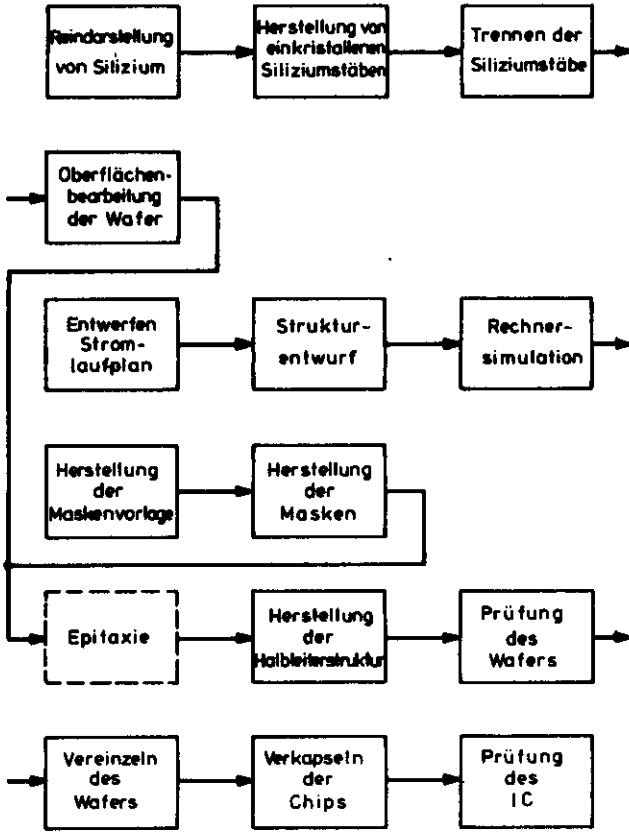 Reindarstellung
von Silizium
Herstellung von
einkristallenen
Siliziumstäben
Trennen der
Siliziumstäbe
Oberflächen-
bearbeitung
der Wafer
Entwerfen
Strom-
laufplan
Struktur-
entwurf
Rechner-
simulation
Herstellung
der
Maskenvorlage
Herstellung
der
Masken
Epitaxie
Herstellung
der
Halbleiterstruktur
Prüfung
des
Wafers
Vereinzeln
des
Wafers
Verkapseln
der
Chips
Prüfung
des
IC